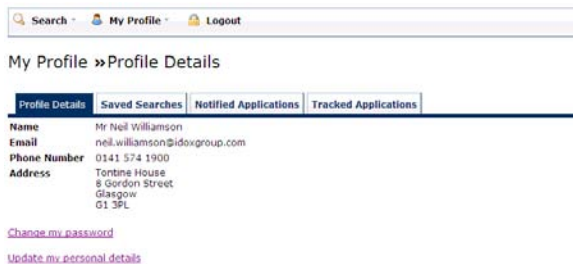 Search My Profile Logout
My Profile »Profile Details
Profile Details Saved Searches Notified Applications Tracked Applications
Name Mr Neil Williamson
Email neil.williamson@idoxgroup.com
Phone Number 0141 574 1900
Address Tontine House
8 Gordon Street
Glasgow
G1 3PL
Change my password
Update my personal details